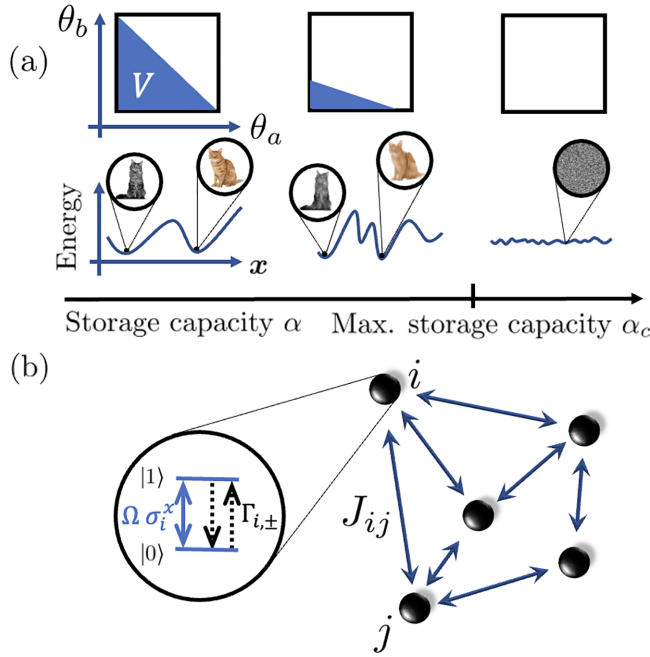 θ_b
(a)
V
θ_a
Energy
x
Storage capacity α
Max. storage capacity α_c
(b)
i
|1⟩
Ω σ_i^x
Γ_{i,±}
|0⟩
J_{ij}
j